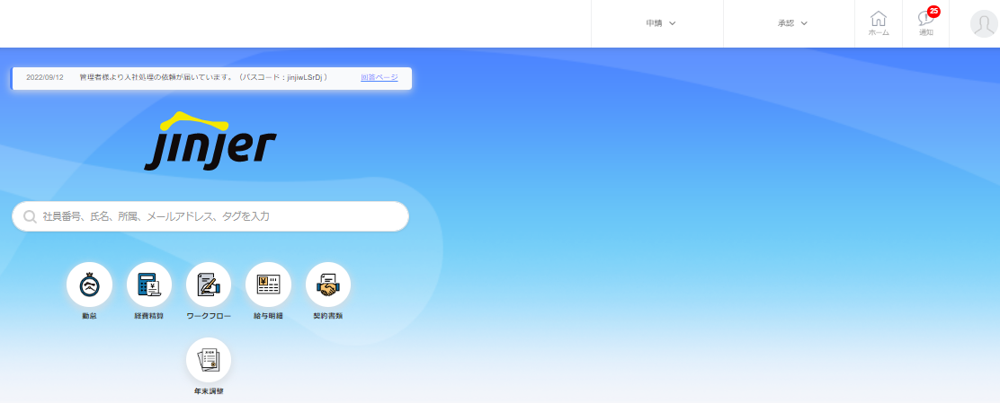 申請
承認
ホーム
25
通知
2022/09/12 管理者様より入社処理の依頼が届いています。（パスコード：jinjiwLSrDj ） 回答ページ
jinjer
社員番号、氏名、所属、メールアドレス、タグを入力
勤怠
経費精算
ワークフロー
給与明細
契約書類
年末調整